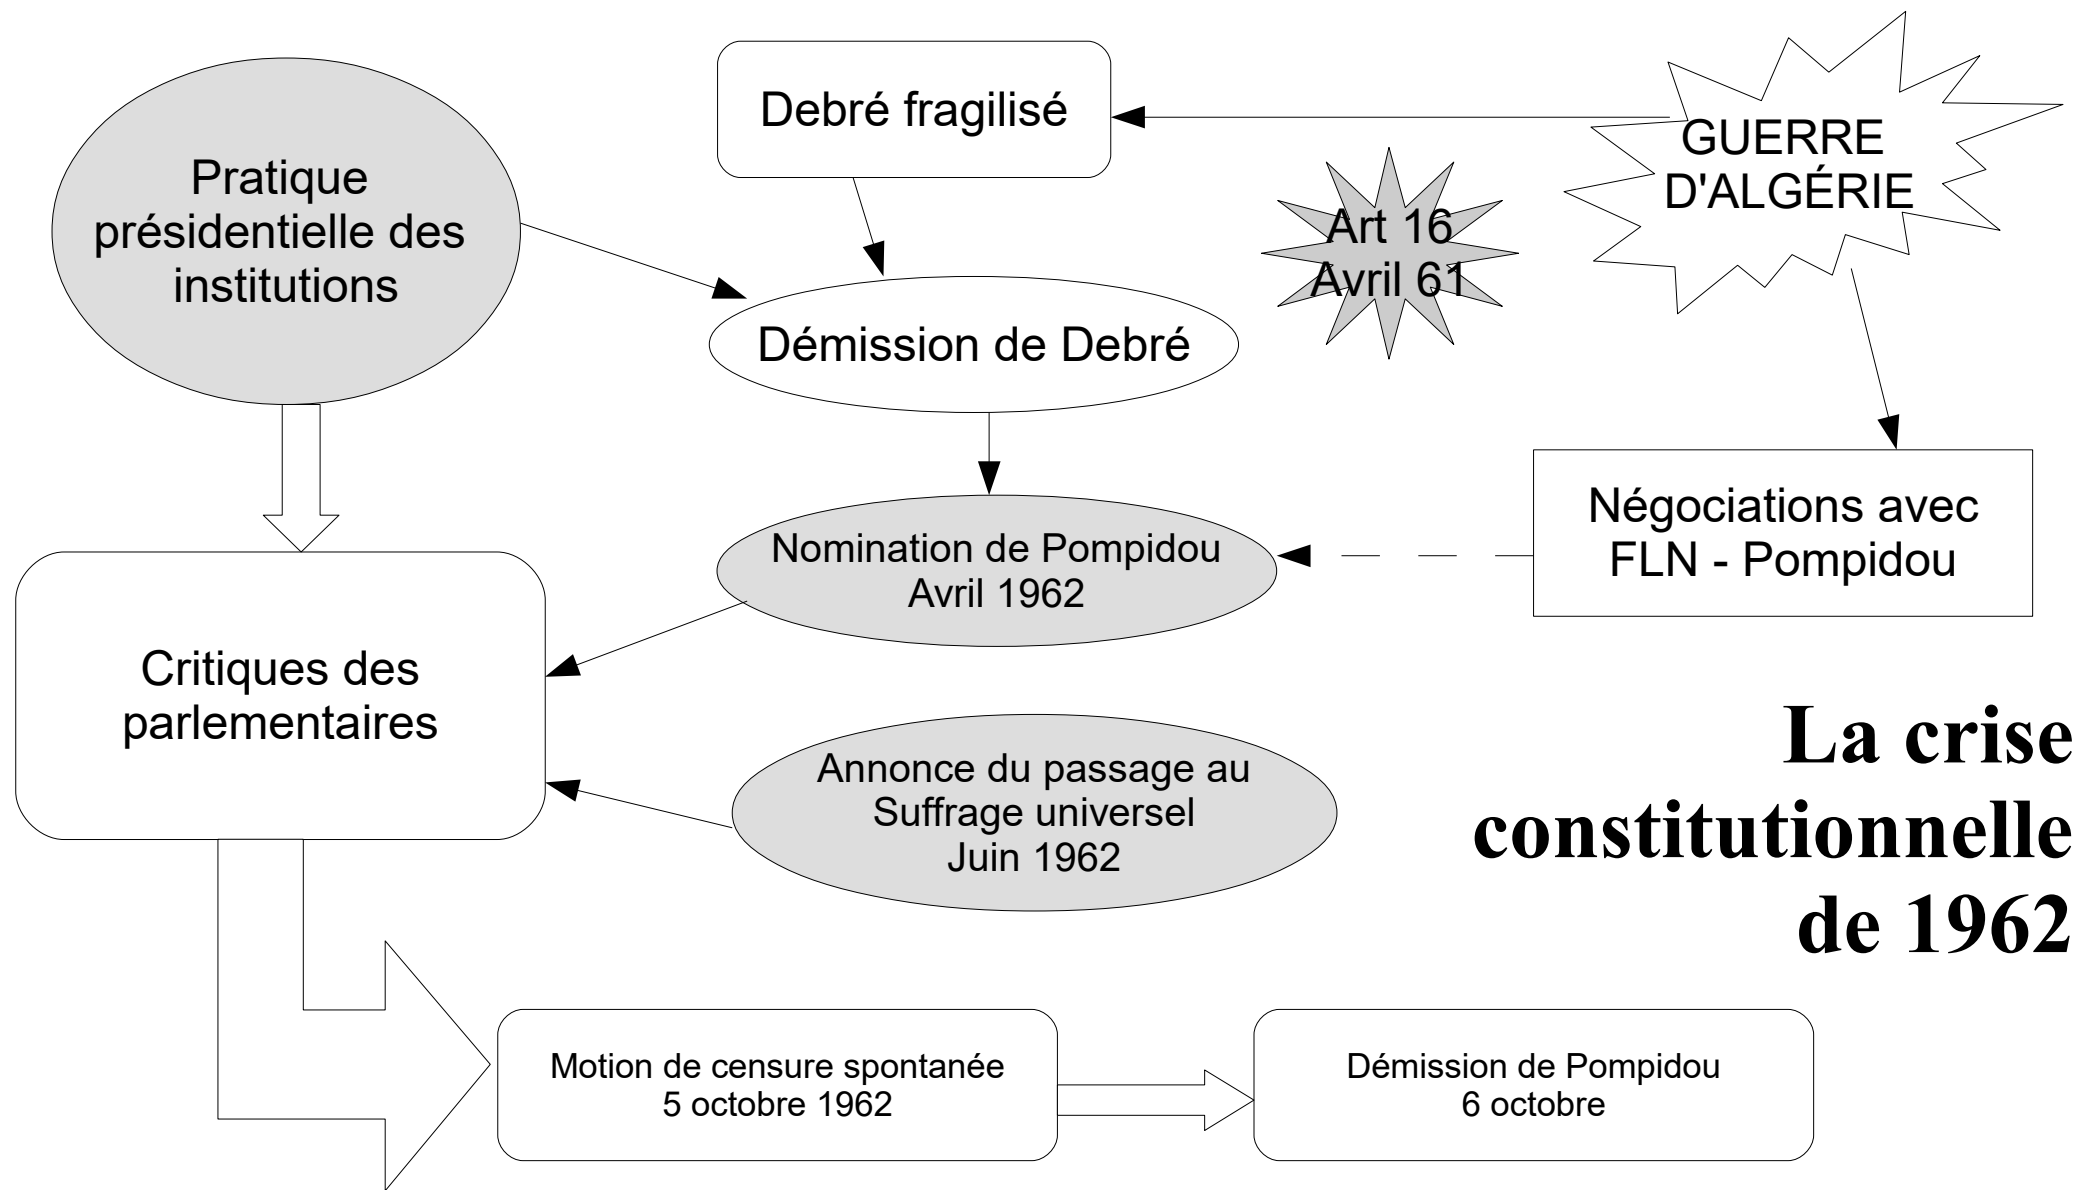 Debré fragilisé
GUERRE
D'ALGÉRIE
Pratique
présidentielle des
institutions
Art 16
Avril 61
Démission de Debré
Négociations avec
FLN - Pompidou
Nomination de Pompidou
Avril 1962
Critiques des
parlementaires
Annonce du passage au
Suffrage universel
Juin 1962
La crise
constitutionnelle
de 1962
Motion de censure spontanée
5 octobre 1962
Démission de Pompidou
6 octobre